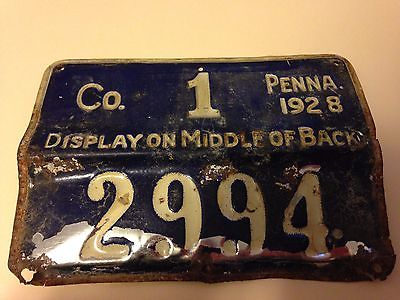 Co. 1 PENNA.
1928
DISPLAY ON MIDDLE OF BACK
2994